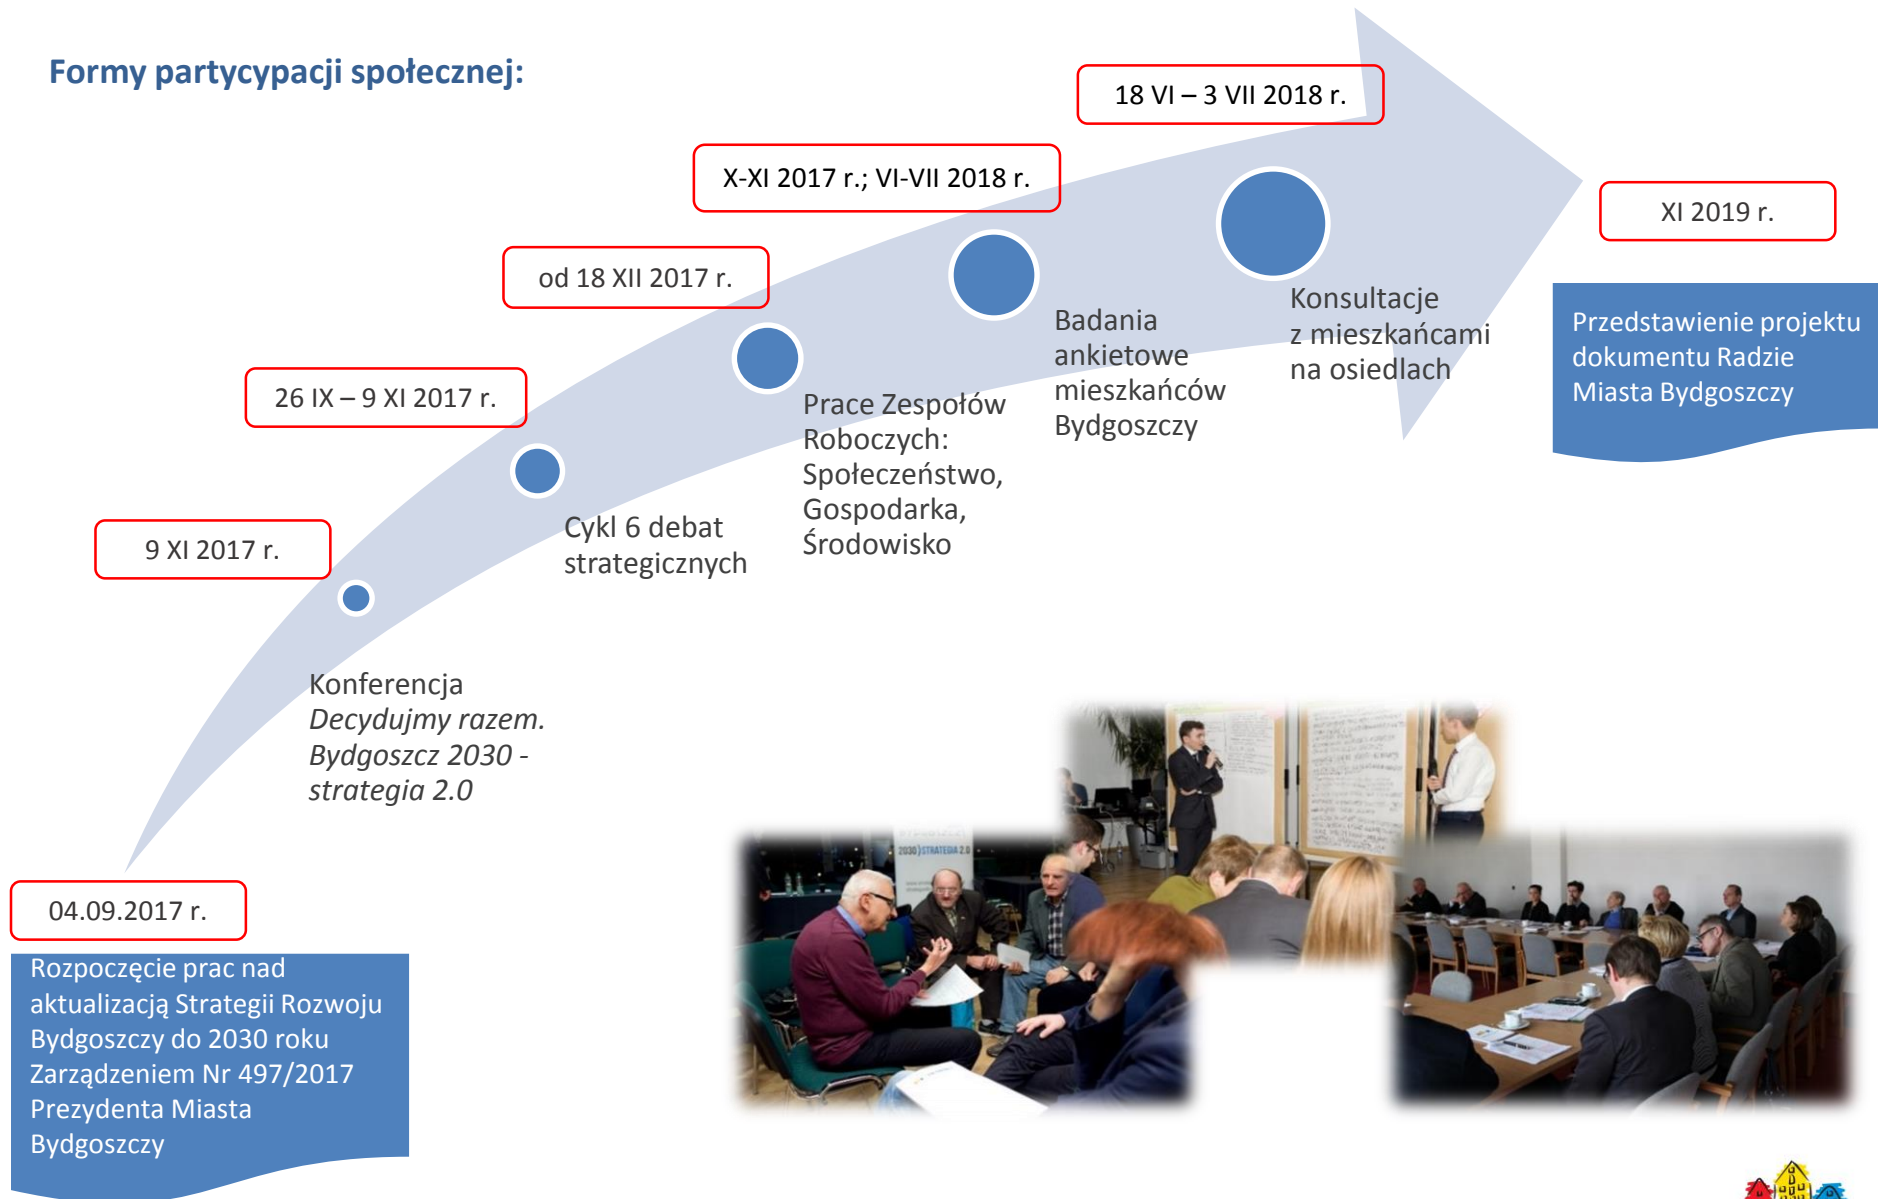 Formy partycypacji społecznej:
18 VI – 3 VII 2018 r.
X-XI 2017 r.; VI-VII 2018 r.
XI 2019 r.
od 18 XII 2017 r.
26 IX – 9 XI 2017 r.
9 XI 2017 r.
Konsultacje
z mieszkańcami
na osiedlach
Przedstawienie projektu
dokumentu Radzie
Miasta Bydgoszczy
Badania
ankietowe
mieszkańców
Bydgoszczy
Prace Zespołów
Roboczych:
Społeczeństwo,
Gospodarka,
Środowisko
Cykl 6 debat
strategicznych
Konferencja
Decydujmy razem.
Bydgoszcz 2030 -
strategia 2.0
04.09.2017 r.
Rozpoczęcie prac nad
aktualizacją Strategii Rozwoju
Bydgoszczy do 2030 roku
Zarządzeniem Nr 497/2017
Prezydenta Miasta
Bydgoszczy
2030}STRATEGIA 2.0